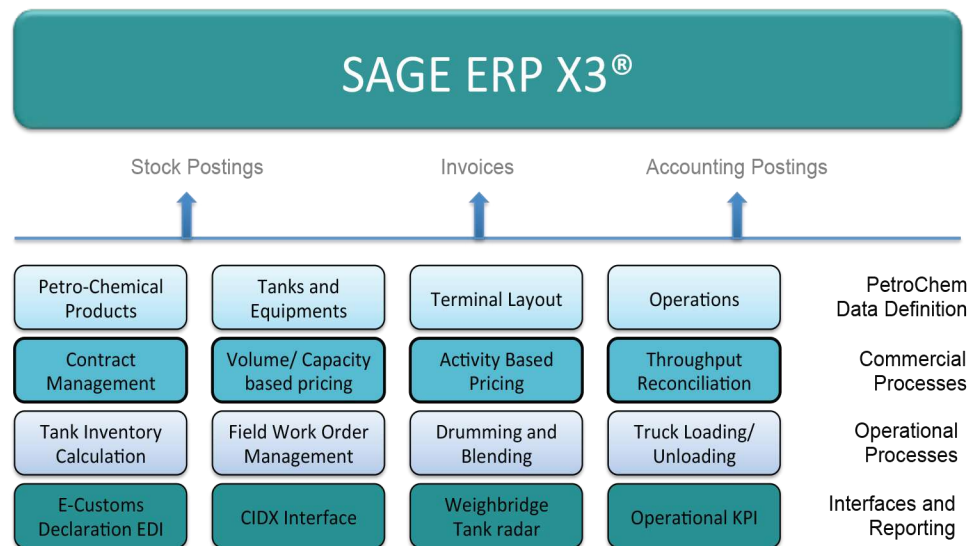 SAGE ERP X3®
Stock Postings
Invoices
Accounting Postings
Petro-Chemical
Products
Tanks and
Equipments
Terminal Layout
Operations
PetroChem
Data Definition
Contract
Management
Volume/ Capacity
based pricing
Activity Based
Pricing
Throughput
Reconciliation
Commercial
Processes
Tank Inventory
Calculation
Field Work Order
Management
Drumming and
Blending
Truck Loading/
Unloading
Operational
Processes
E-Customs
Declaration EDI
CIDX Interface
Weighbridge
Tank radar
Operational KPI
Interfaces and
Reporting